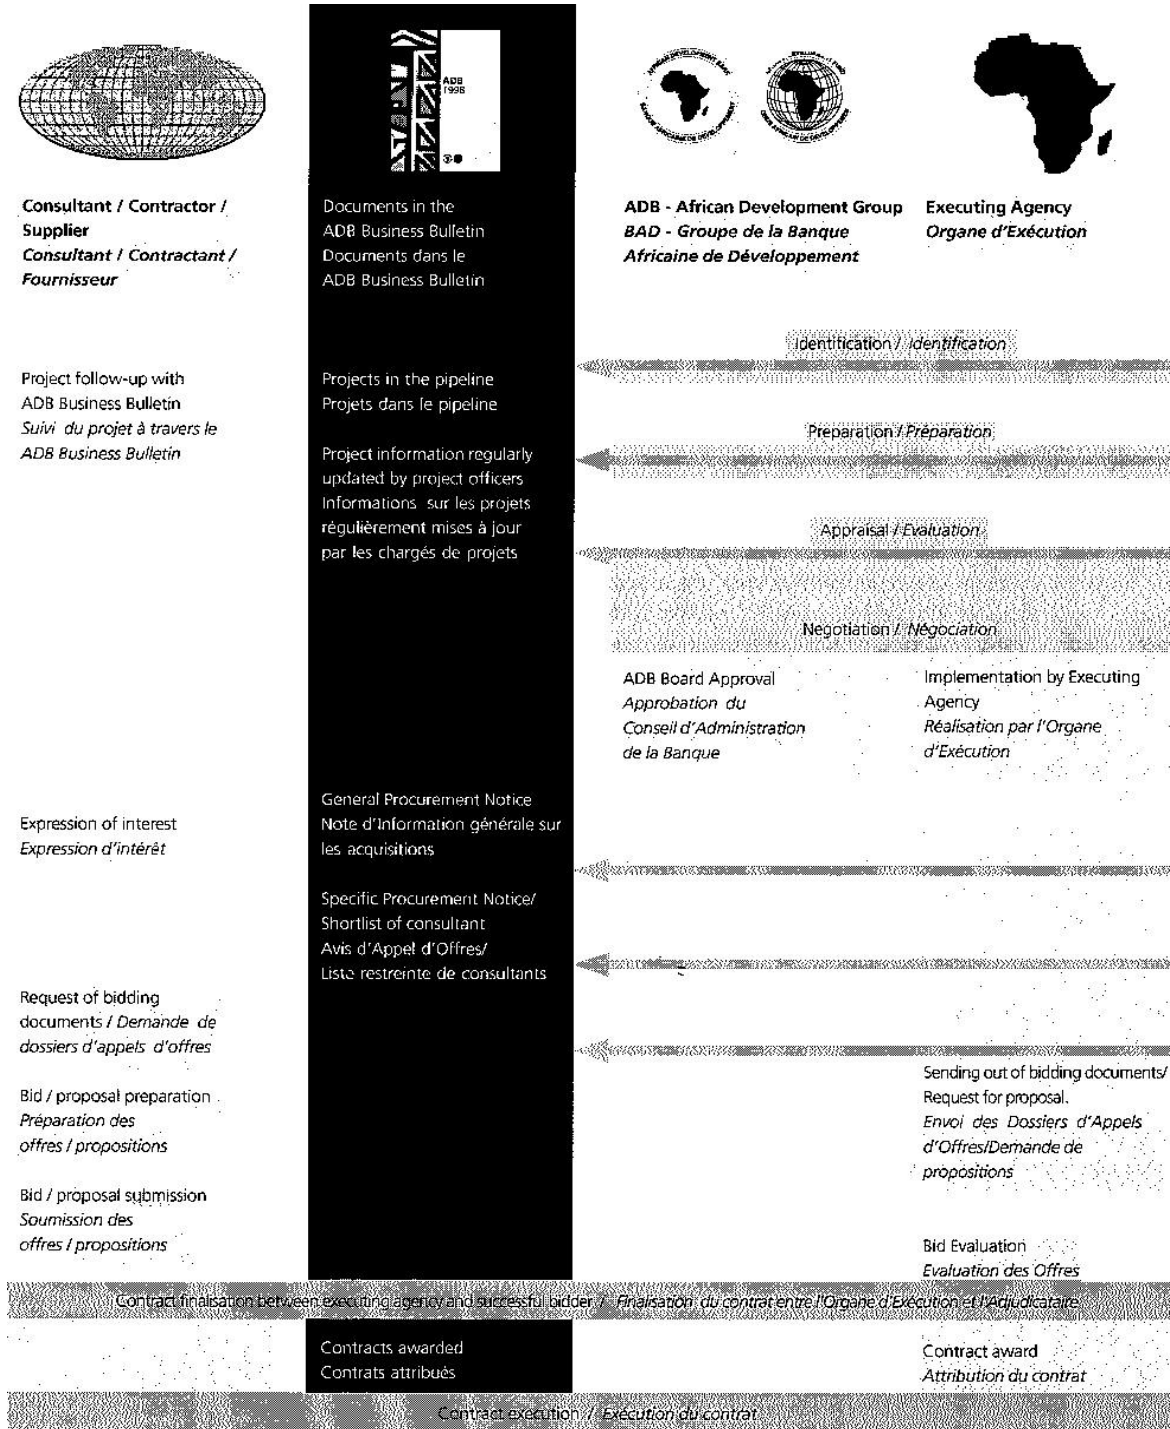 ADB
1998
AFRICAN DEVELOPMENT BANK
BANQUE AFRICAINE DE DEVELOPPEMENT
Consultant / Contractor /
Supplier
Consultant / Contractant /
Fournisseur
Documents in the
ADB Business Bulletin
Documents dans le
ADB Business Bulletin
ADB - African Development Group
BAD - Groupe de la Banque
Africaine de Développement
Executing Agency
Organe d'Exécution
Identification / Identification
Project follow-up with
ADB Business Bulletin
Suivi du projet à travers le
ADB Business Bulletin
Projects in the pipeline
Projets dans le pipeline
Preparation / Préparation
Project information regularly
updated by project officers
Informations sur les projets
régulièrement mises à jour
par les chargés de projets
Appraisal / Evaluation
Negotiation / Négociation
ADB Board Approval
Approbation du
Conseil d'Administration
de la Banque
Implementation by Executing
Agency
Réalisation par l'Organe
d'Exécution
Expression of interest
Expression d'intérêt
General Procurement Notice
Note d'Information générale sur
les acquisitions
Specific Procurement Notice/
Shortlist of consultant
Avis d'Appel d'Offres/
Liste restreinte de consultants
Request of bidding
documents / Demande de
dossiers d'appels d'offres
Bid / proposal preparation
Préparation des
offres / propositions
Bid / proposal submission
Soumission des
offres / propositions
Sending out of bidding documents/
Request for proposal.
Envoi des Dossiers d'Appels
d'Offres/Demande de
propositions
Bid Evaluation
Evaluation des Offres
Contract finalisation between executing agency and successful bidder / Finalisation du contrat entre l'Organe d'Exécution et l'Adjudicataire
Contracts awarded
Contrats attribués
Contract award
Attribution du contrat
Contract execution / Exécution du contrat